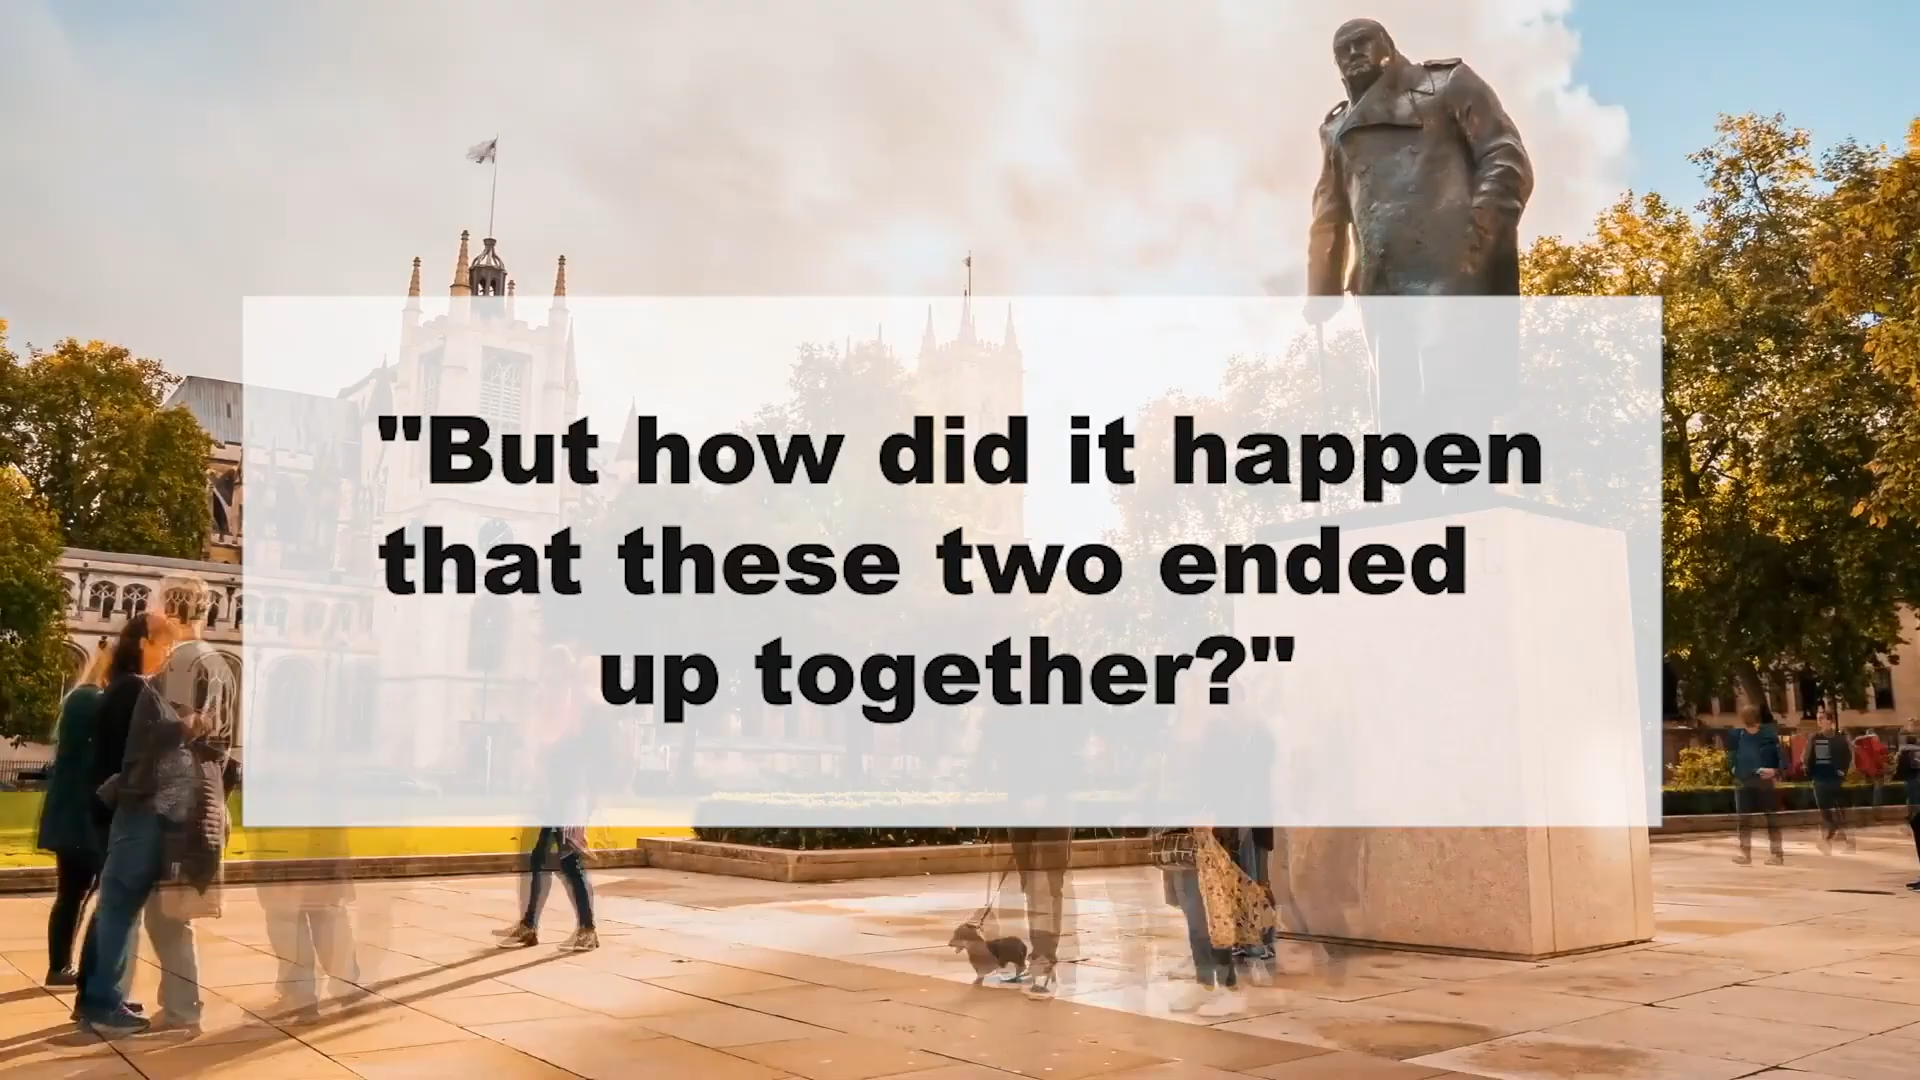 "But how did it happen
that these two ended
up together?"